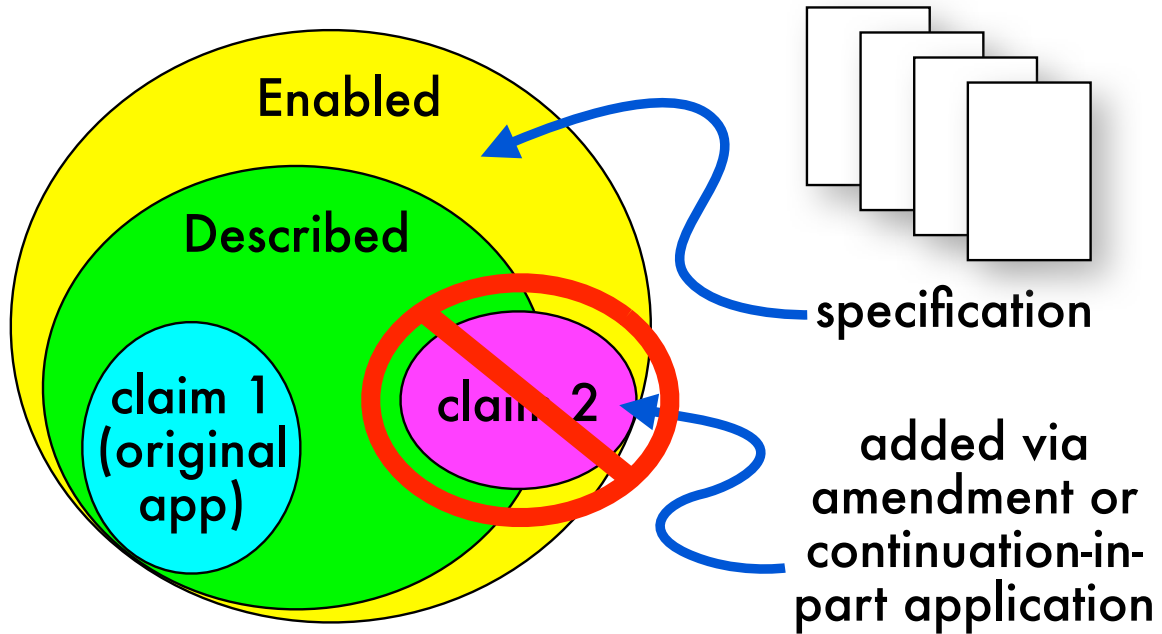 Enabled
Described
claim 1
(original
app)
claim 2
specification
added via
amendment or
continuation-in-
part application